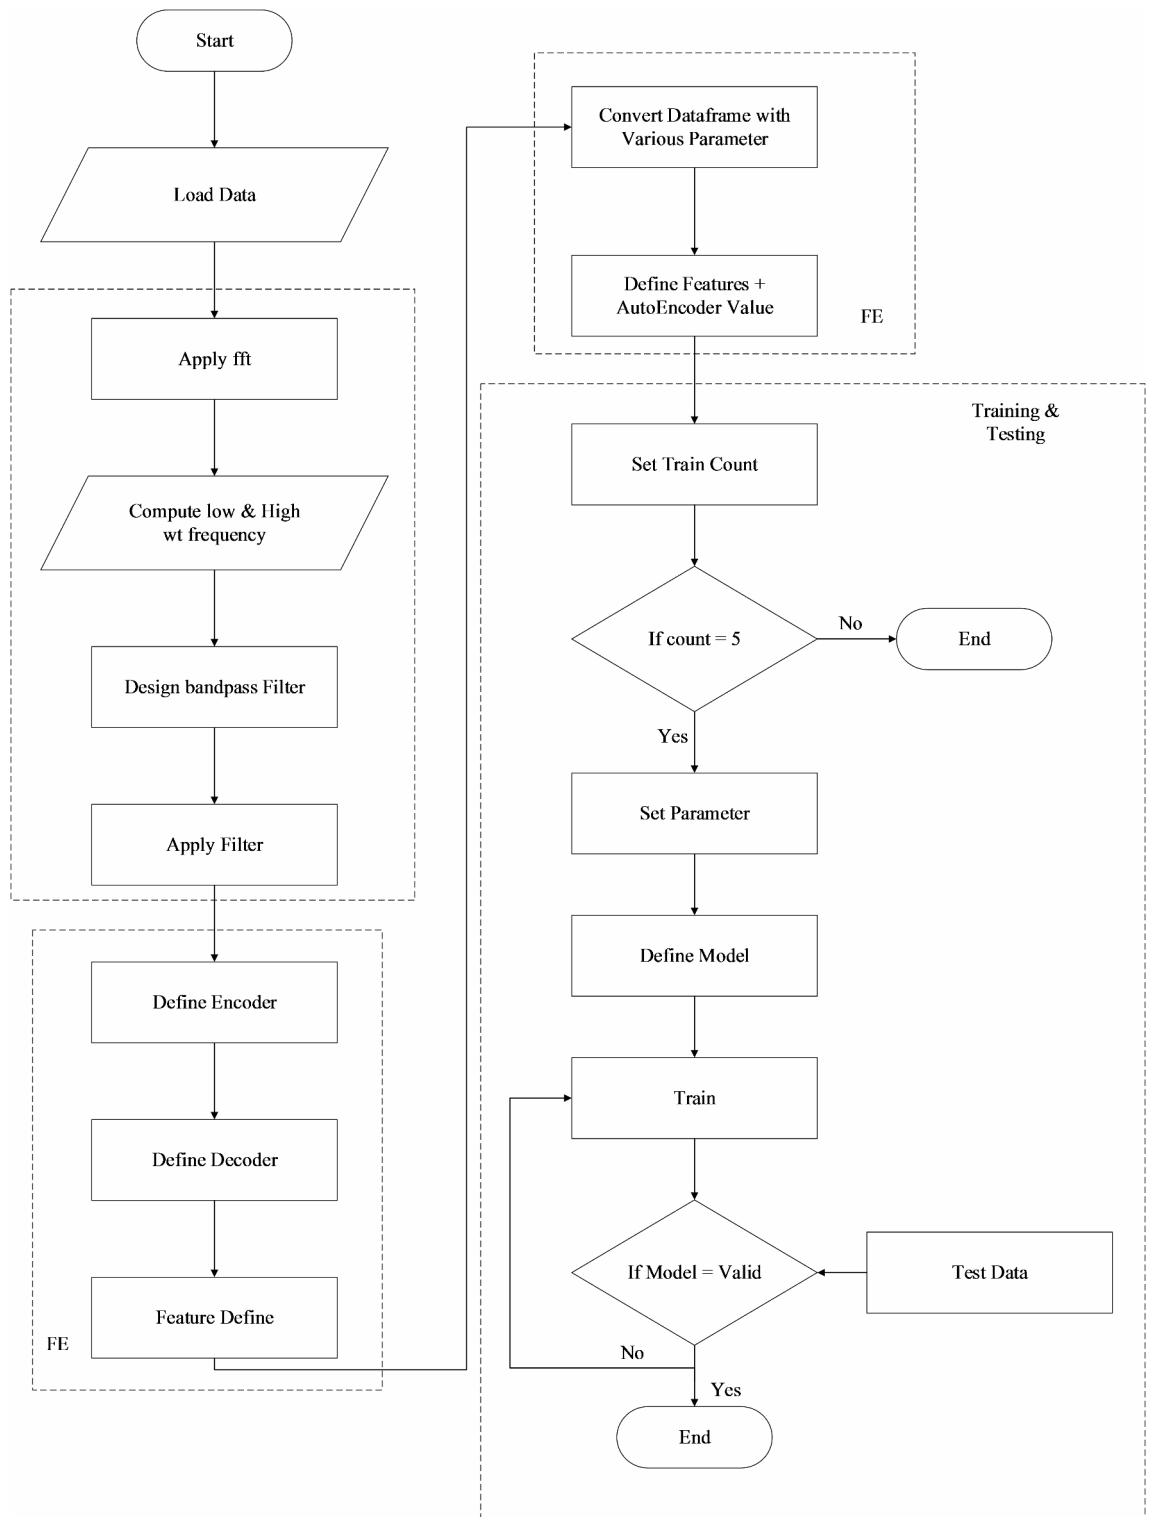 Start
Load Data
Apply fft
Compute low & High
wt frequency
Design bandpass Filter
Apply Filter
Define Encoder
Define Decoder
Feature Define
FE
Convert Dataframe with
Various Parameter
Define Features +
AutoEncoder Value
FE
Training &
Testing
Set Train Count
If count = 5
No
End
Yes
Set Parameter
Define Model
Train
If Model = Valid
Test Data
No
Yes
End